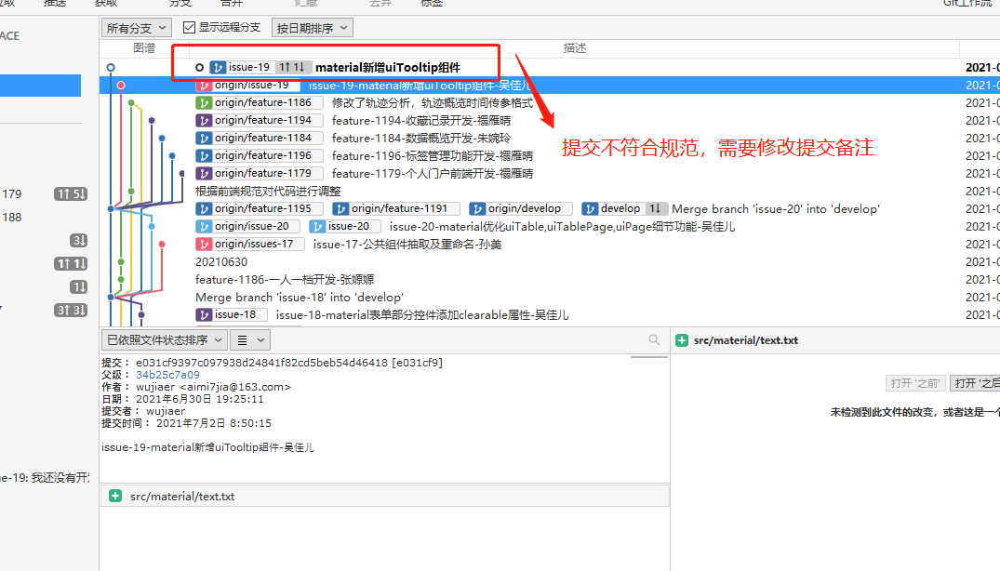 推送
获取
分支
合并
贮藏
丢弃
标签
Git工作流
ACE
所有分支
显示远程分支
按日期排序
图谱
描述
issue-19 1↑ 1↓ material新增uiTooltip组件
2021-0
origin/issue-19 issue-19-material新增uiTooltip组件-吴佳儿
2021-0
origin/feature-1186 修改了轨迹分析，轨迹概览时间传参格式
2021-0
origin/feature-1194 feature-1194-收藏记录开发-禤雁晴
2021-0
origin/feature-1184 feature-1184-数据概览开发-朱婉玲
2021-0
提交不符合规范，需要修改提交备注
origin/feature-1196 feature-1196-标签管理功能开发-禤雁晴
2021-0
origin/feature-1179 feature-1179-个人门户前端开发-禤雁晴
2021-0
179 1↑ 5↓
根据前端规范对代码进行调整
2021-0
188
origin/feature-1195 origin/feature-1191 origin/develop develop 1↓ Merge branch 'issue-20' into 'develop'
2021-0
origin/issue-20 issue-20 issue-20-material优化uiTable,uiTablePage,uiPage细节功能-吴佳儿
2021-0
3↓
origin/issues-17 issue-17-公共组件抽取及重命名-孙美
2021-0
1↑ 1↓
20210630
2021-0
feature-1186-一人一档开发-张嫄嫄
2021-0
1↓
Merge branch 'issue-18' into 'develop'
2021-0
3↑ 3↓
issue-18 issue-18-material表单部分控件添加clearable属性-吴佳儿
2021-0
已依照文件状态排序
src/material/text.txt
提交： e031cf9397c097938d24841f82cd5beb54d46418 [e031cf9]
父级： 34b25c7a09
作者： wujiaer <aimi7jia@163.com>
日期： 2021年6月30日 19:25:11
提交者： wujiaer
提交时间： 2021年7月2日 8:50:15
打开 '之前'
打开 '之后
未检测到此文件的改变，或者这是一个
issue-19-material新增uiTooltip组件-吴佳儿
e-19: 我还没有开发
src/material/text.txt